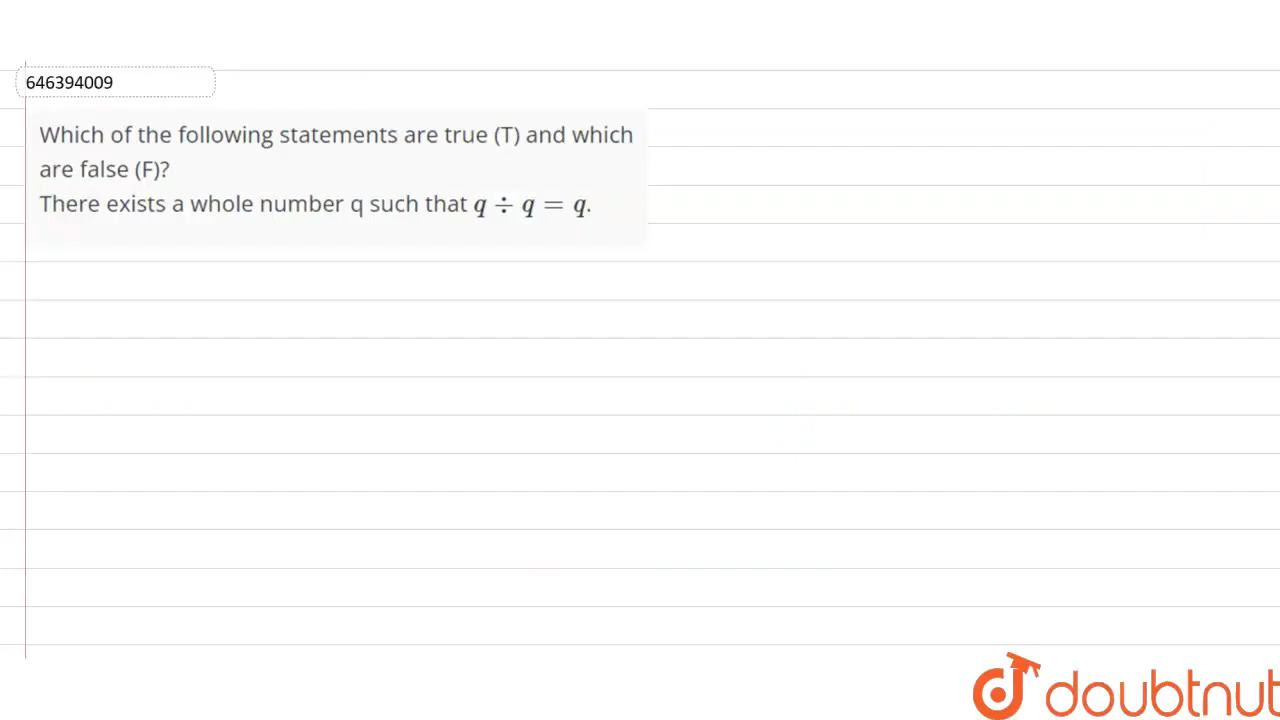 646394009
Which of the following statements are true (T) and which
are false (F)?
There exists a whole number q such that q ÷ q = q.
doubtnut